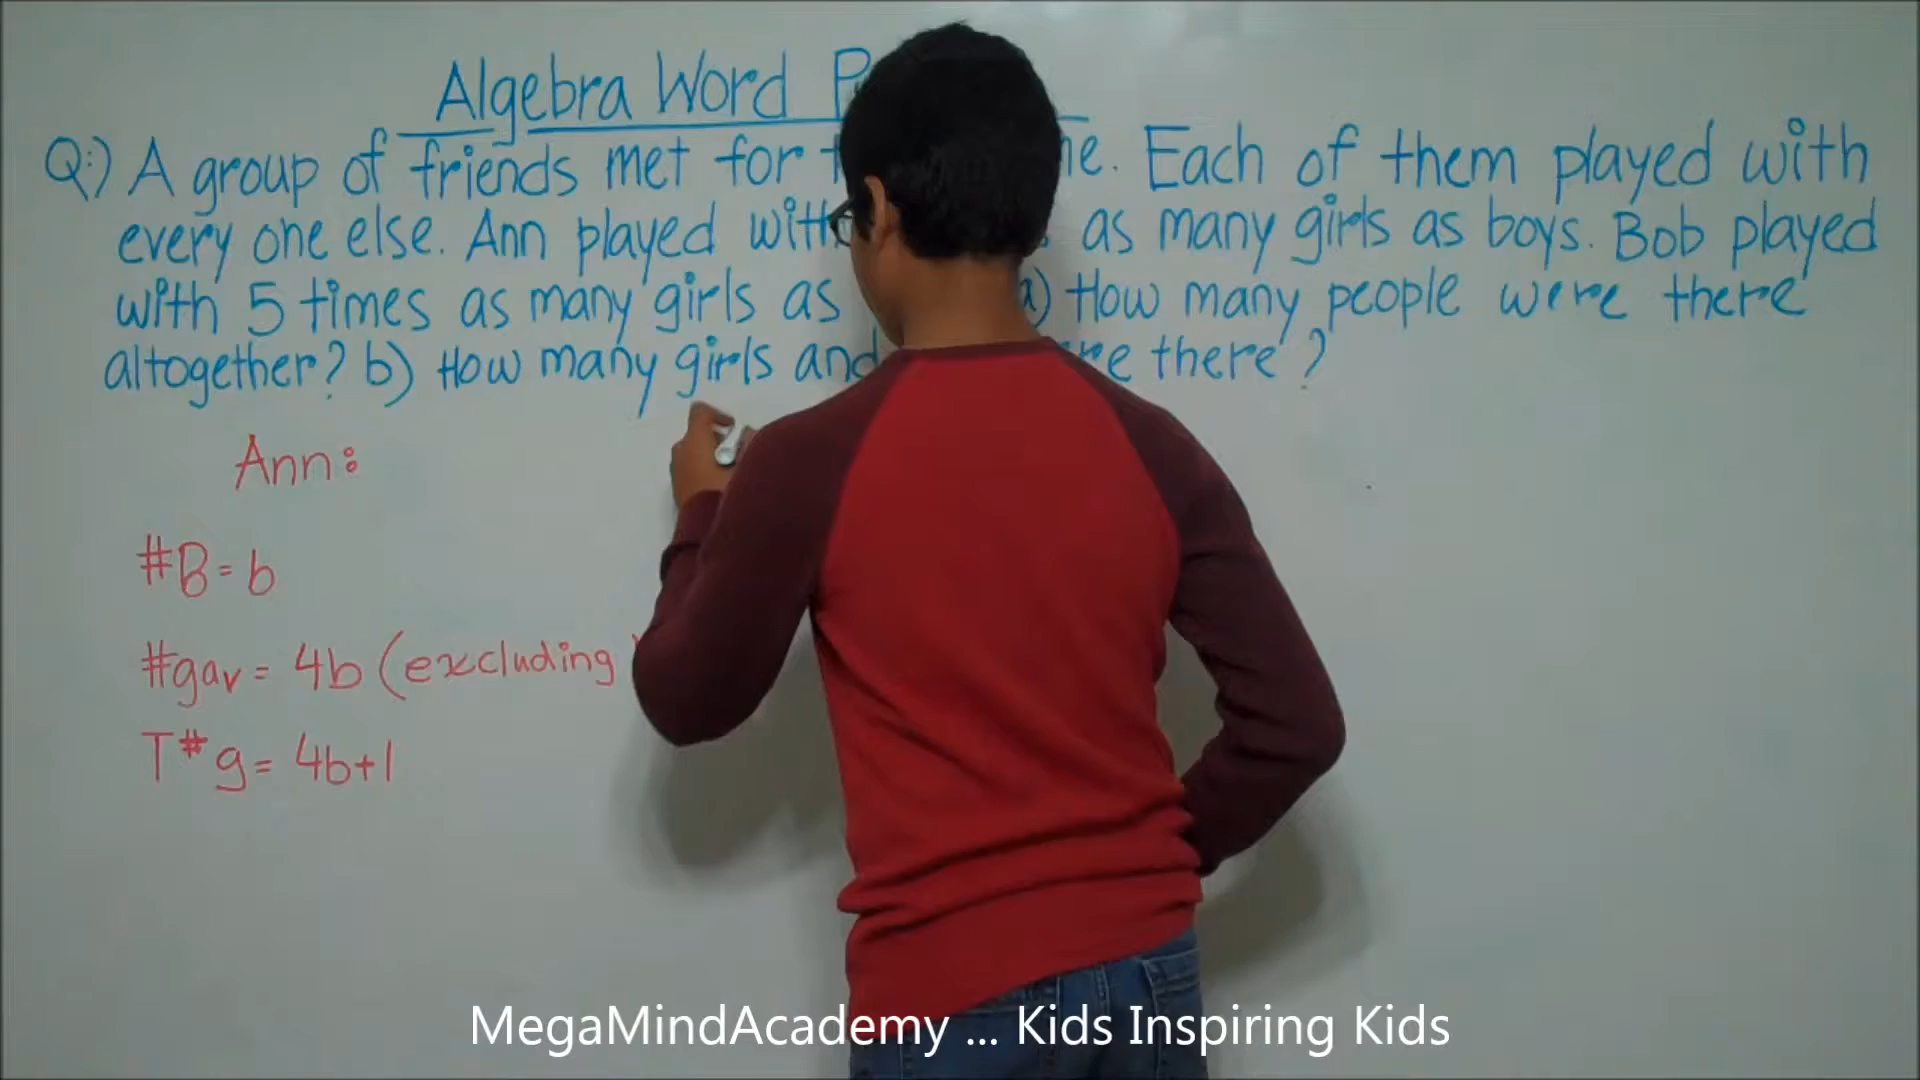 Algebra Word
Q:) A group of friends met for Each of them played with
every one else. Ann played with as many girls as boys. Bob played
with 5 times as many girls as a) How many people were there
altogether? b) How many girls and there?
Ann:
#B = b
#gav = 4b (excluding
T#g = 4b+1
MegaMindAcademy ... Kids Inspiring Kids